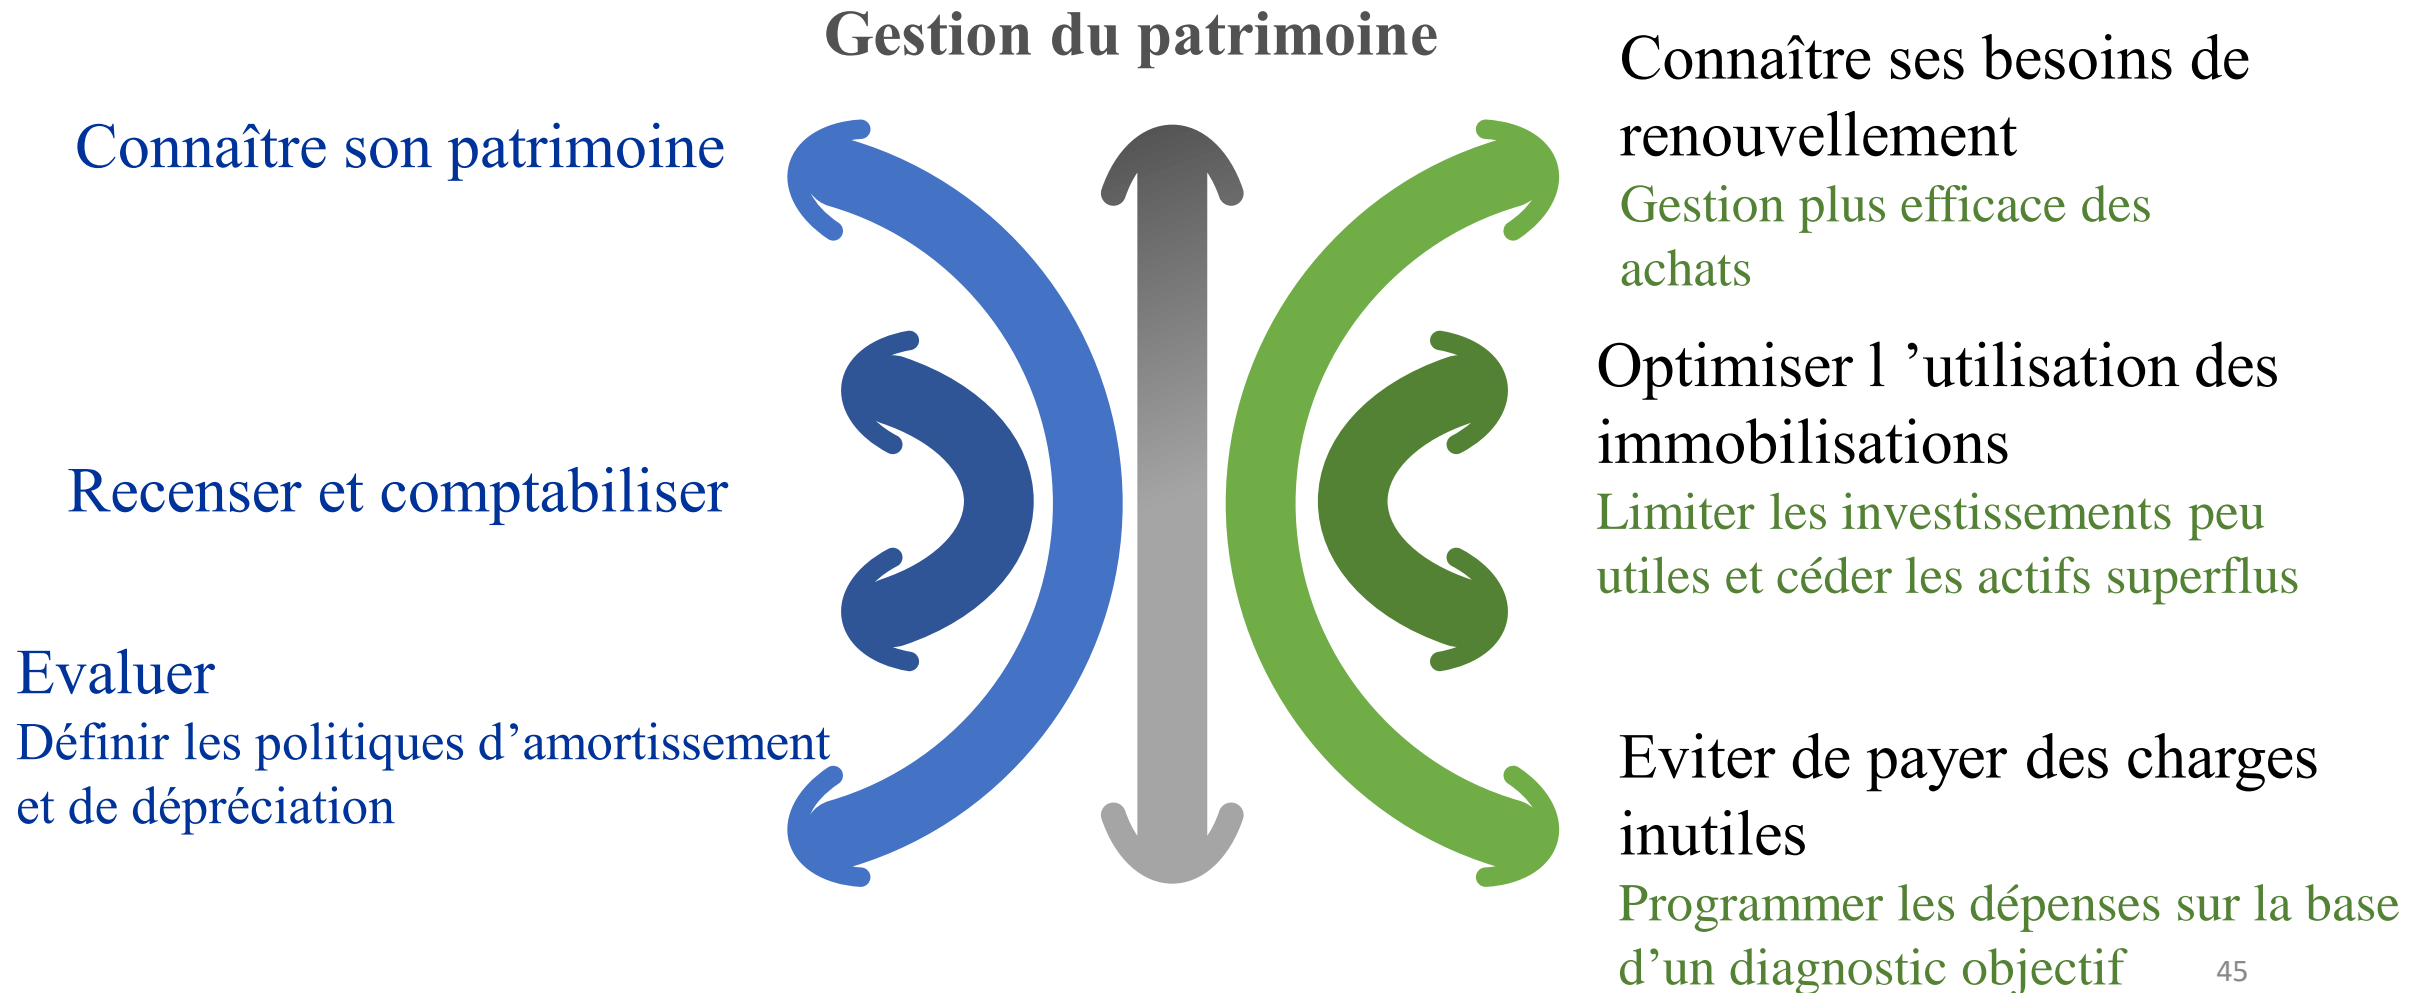 Gestion du patrimoine
Connaître son patrimoine
Recenser et comptabiliser
Evaluer
Définir les politiques d’amortissement
et de dépréciation
Connaître ses besoins de
renouvellement
Gestion plus efficace des
achats
Optimiser l ’utilisation des
immobilisations
Limiter les investissements peu
utiles et céder les actifs superflus
Eviter de payer des charges
inutiles
Programmer les dépenses sur la base
d’un diagnostic objectif
45